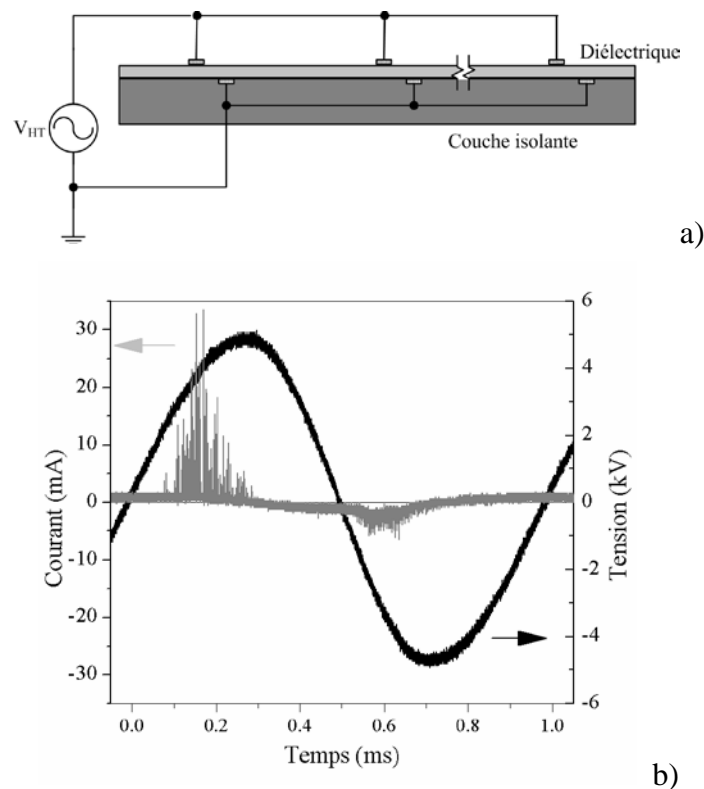 Diélectrique
V_HT
Couche isolante
a)
30
20
10
0
-10
-20
-30
Courant (mA)
6
4
2
0
-2
-4
-6
Tension (kV)
0.0
0.2
0.4
0.6
0.8
1.0
Temps (ms)
b)